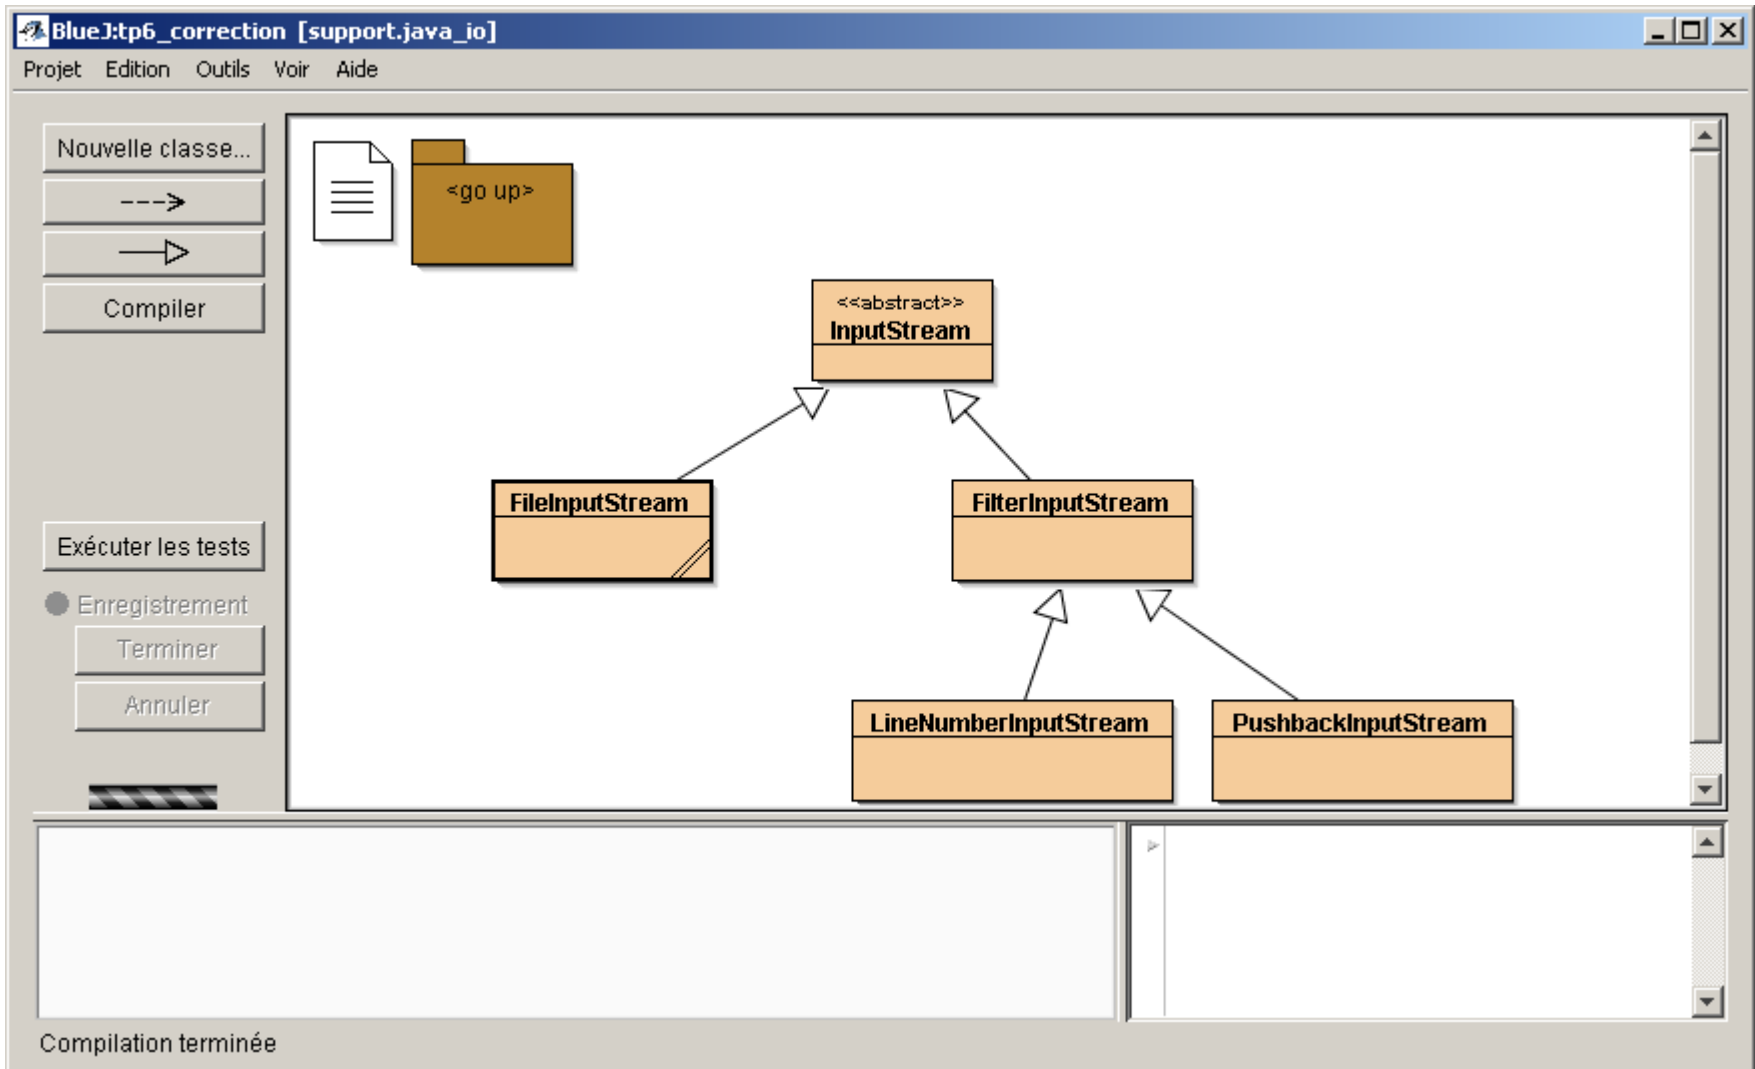 BlueJ:tp6_correction [support.java_io]
Projet Edition Outils Voir Aide
Nouvelle classe...
Compiler
Exécuter les tests
Enregistrement
Terminer
Annuler
<go up>
<<abstract>>
InputStream
FileInputStream
FilterInputStream
LineNumberInputStream
PushbackInputStream
Compilation terminée